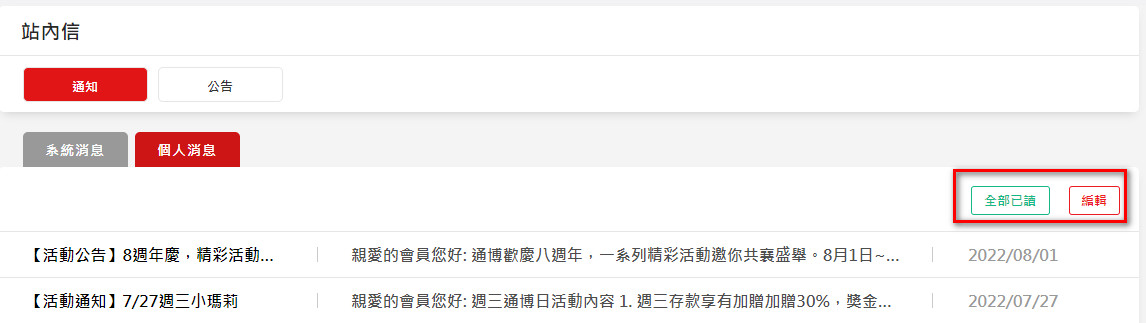 站內信
通知 公告
系統消息 個人消息
全部已讀 編輯
【活動公告】8週年慶，精彩活動... 親愛的會員您好: 通博歡慶八週年，一系列精彩活動邀你共襄盛舉。8月1日~... 2022/08/01
【活動通知】7/27週三小瑪莉 親愛的會員您好: 週三通博日活動內容 1. 週三存款享有加贈加贈30%，獎金... 2022/07/27